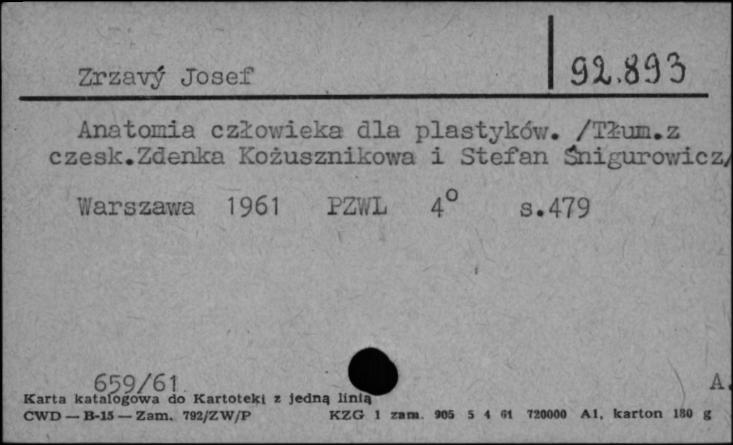 Zrzavý Josef
92.893
Anatomia człowieka dla plastyków. /Tłum.z
czesk.Zdenka Kożusznikowa i Stefan Śnigurowicz/
Warszawa 1961 PZWL 4° s.479
659/61 A.
Karta katalogowa do Kartoteki z jedną linią
CWD — B-15 — Zam. 792/ZW/P KZG 1 zam. 905 5 4 61 720000 A1, karton 180 g